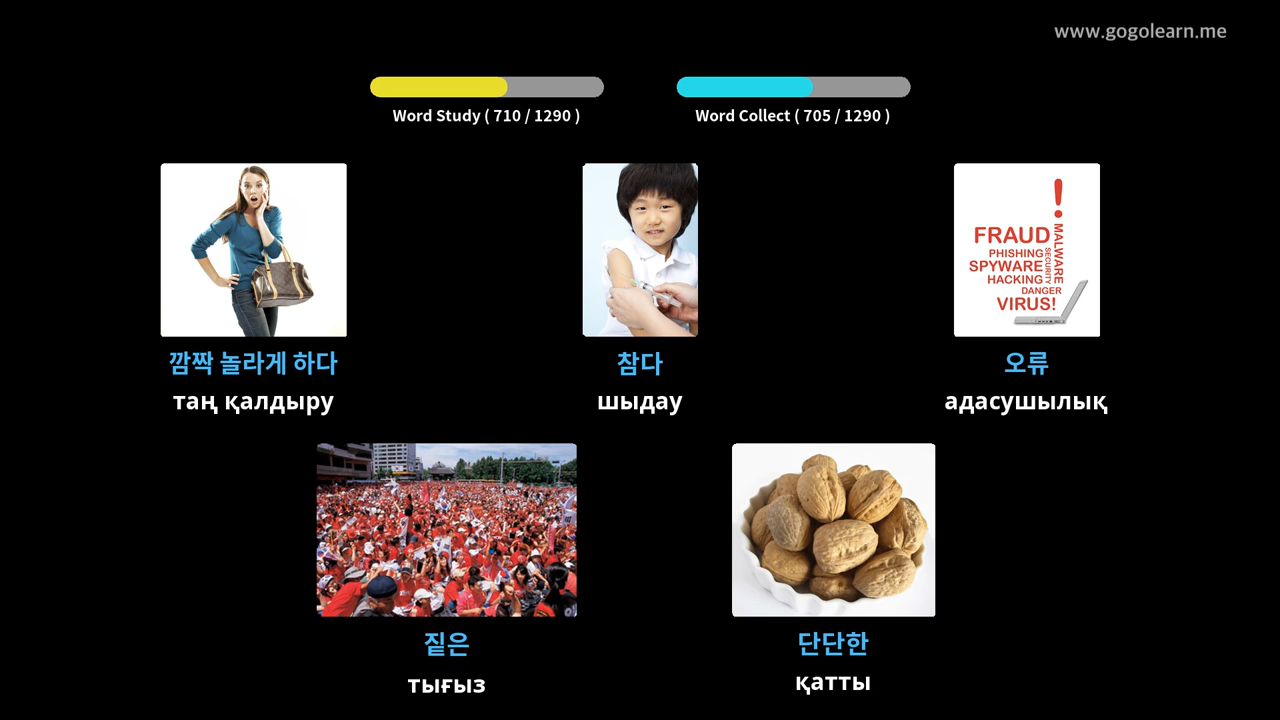 www.gogolearn.me
Word Study ( 710 / 1290 )
Word Collect ( 705 / 1290 )
FRAUD
PHISHING
SPYWARE
HACKING
DANGER
VIRUS!
!
MALWARE
SECURITY
깜짝 놀라게 하다
таң қалдыру
참다
шыдау
오류
адасушылық
짙은
тығыз
단단한
қатты